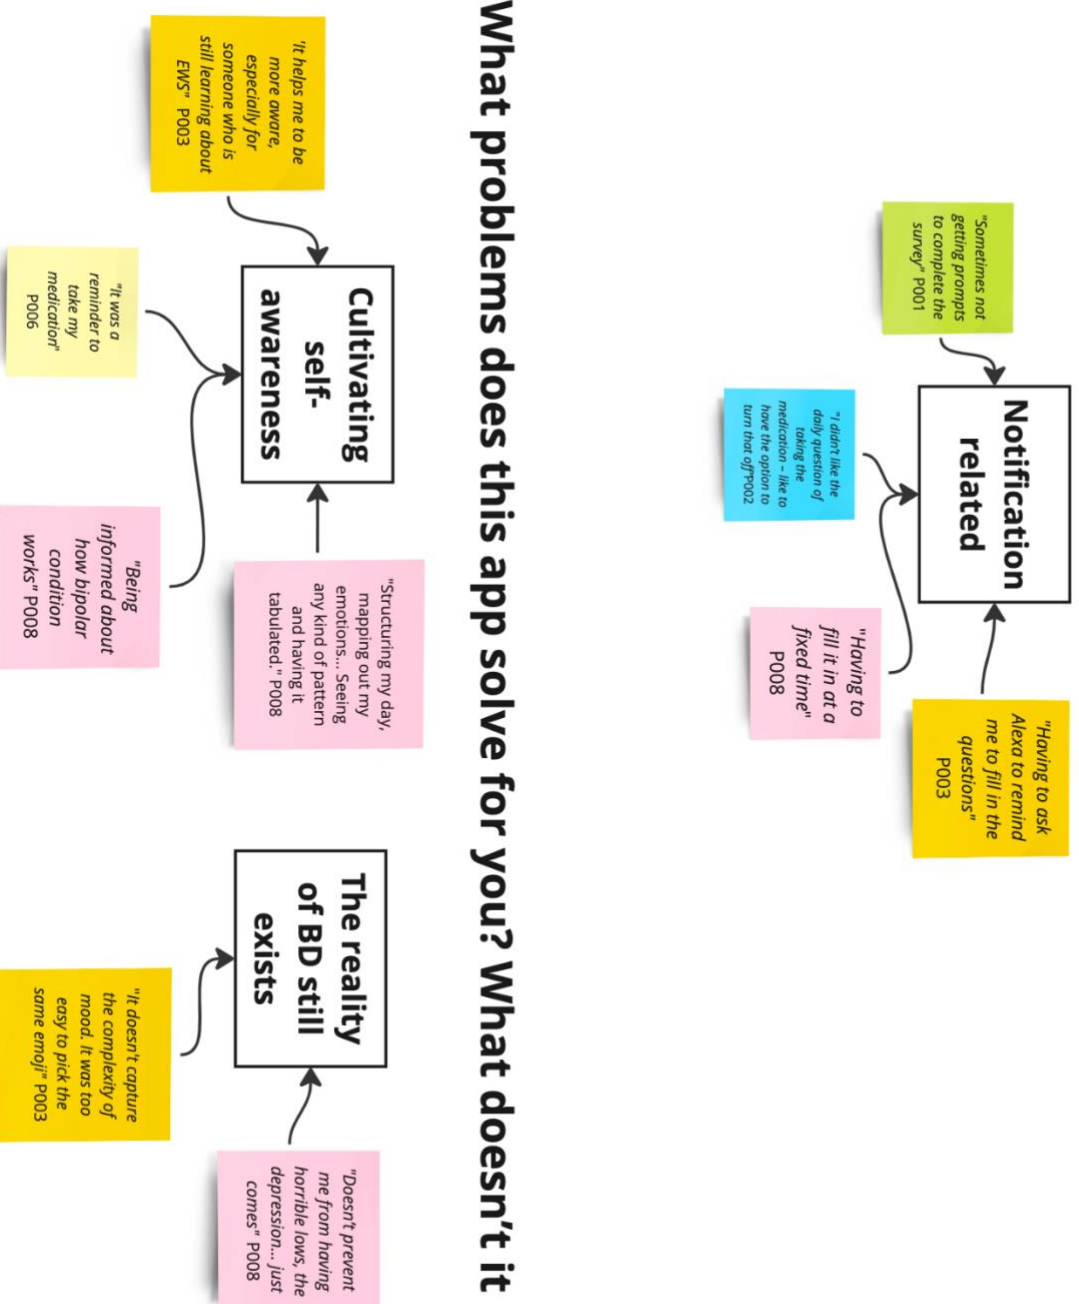 "Sometimes not
getting prompts
to complete the
survey" P001
Notification
related
"I didn't like the
daily question of
taking the
medication – like to
have the option to
turn that off"P002
"Having to
fill it in at a
fixed time"
P008
"Having to ask
Alexa to remind
me to fill in the
questions"
P003
What problems does this app solve for you? What doesn't it
"It helps me to be
more aware,
especially for
someone who is
still learning about
EWS" P003
Cultivating
self-
awareness
"It was a
reminder to
take my
medication"
P006
"Being
informed about
how bipolar
condition
works" P008
"Structuring my day,
mapping out my
emotions... Seeing
any kind of pattern
and having it
tabulated." P008
The reality
of BD still
exists
"It doesn't capture
the complexity of
mood. It was too
easy to pick the
same emoji" P003
"Doesn't prevent
me from having
horrible lows, the
depression... just
comes" P008